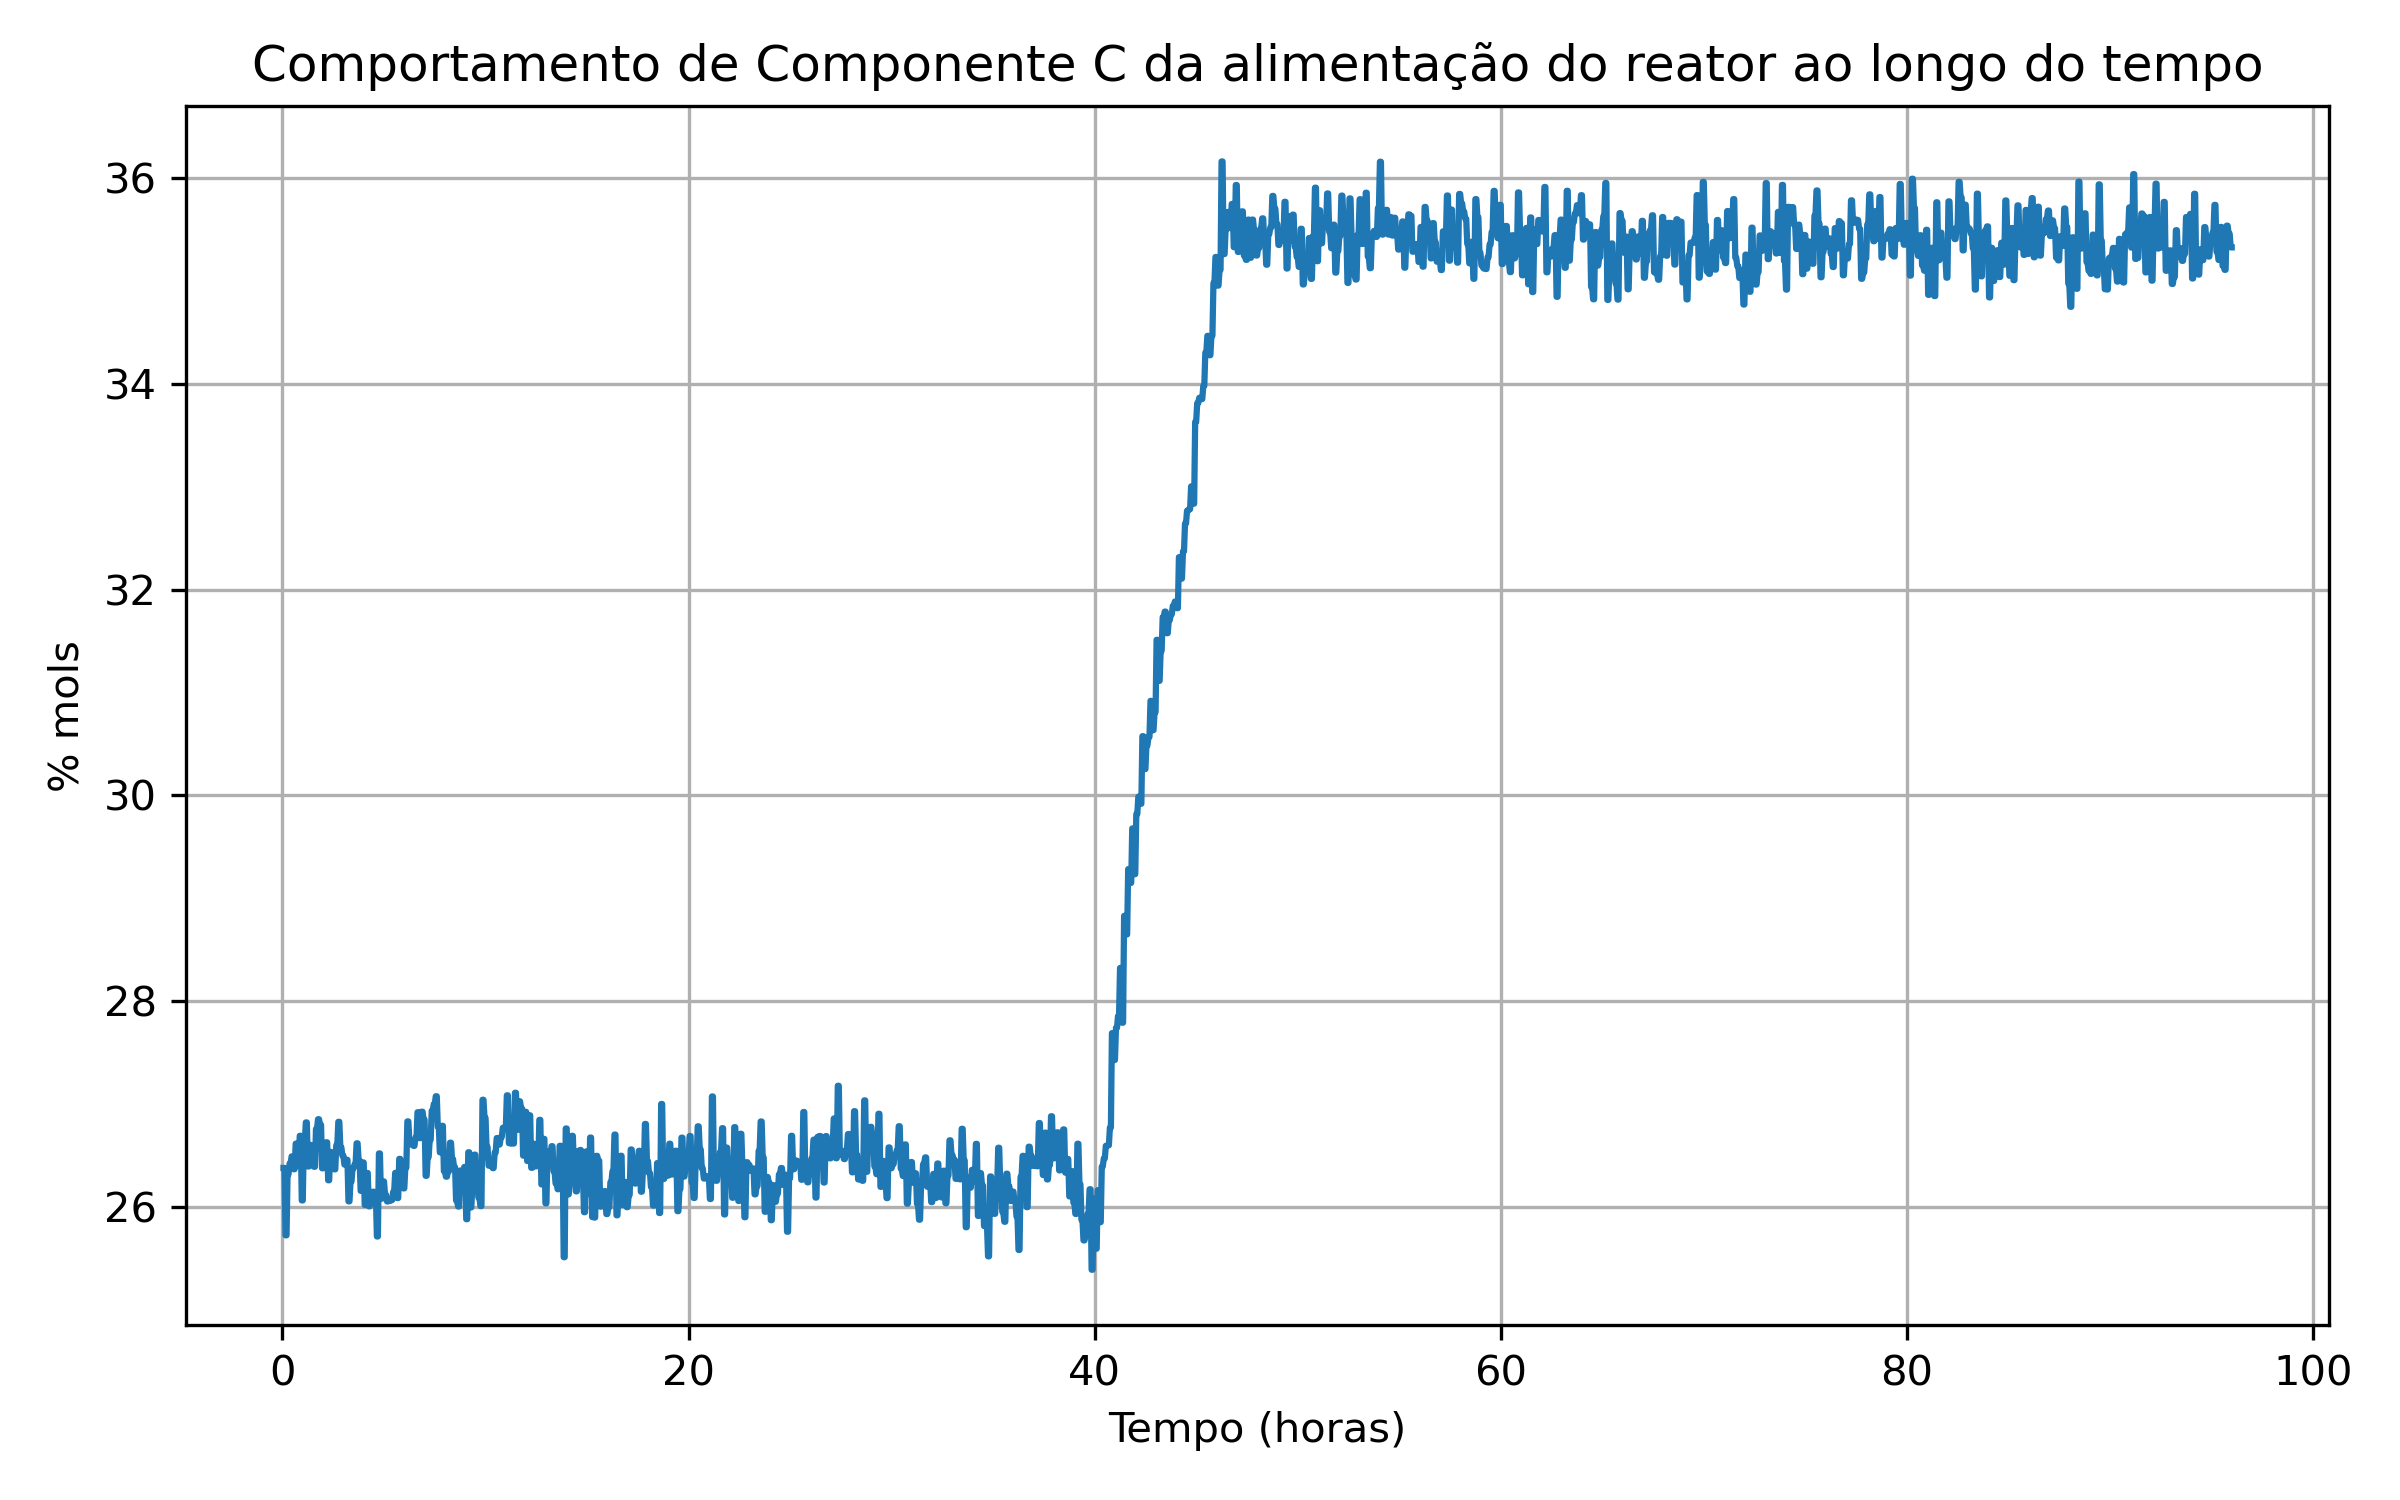 Comportamento de Componente C da alimentação do reator ao longo do tempo
36
34
32
30
28
26
% mols
0 20 40 60 80 100
Tempo (horas)